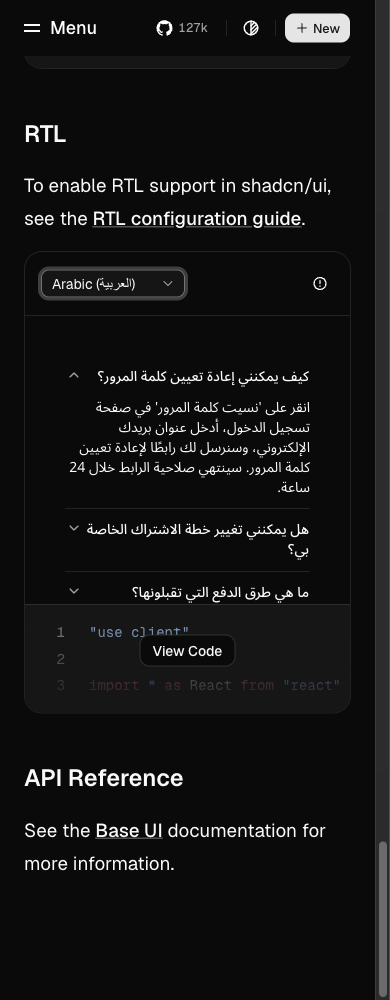 Menu
127k
+ New
RTL
To enable RTL support in shadcn/ui,
see the RTL configuration guide.
Arabic (العربية)
كيف يمكنني إعادة تعيين كلمة المرور؟
انقر على 'نسيت كلمة المرور' في صفحة
تسجيل الدخول، أدخل عنوان بريدك
الإلكتروني، وسنرسل لك رابطًا لإعادة تعيين
كلمة المرور. سينتهي صلاحية الرابط خلال 24
ساعة.
هل يمكنني تغيير خطة الاشتراك الخاصة
بي؟
ما هي طرق الدفع التي تقبلونها؟
1 "use client"
View Code
2
3 import * as React from "react"
API Reference
See the Base UI documentation for
more information.